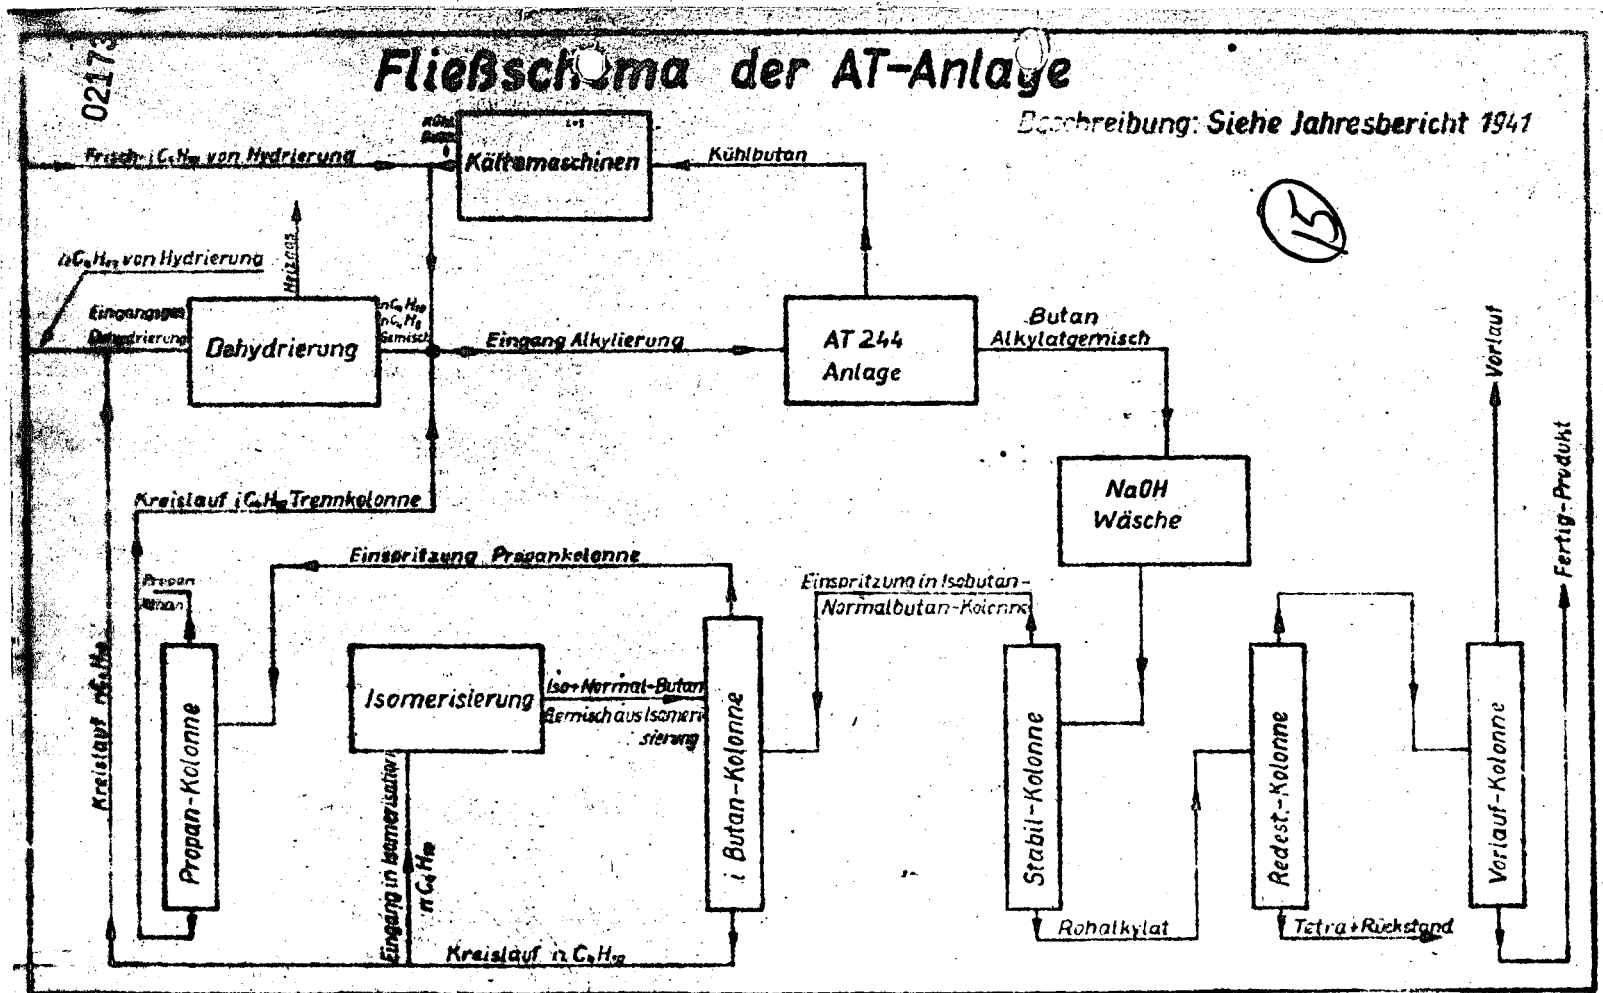 02173
Fließschema der AT-Anlage
Beschreibung: Siehe Jahresbericht 1941
15
Frisch-iC₄H₁₀ von Hydrierung
Kältemaschinen
Kühlbutan
nC₄H₁₀ von Hydrierung
Heizgas
Eingangsgas
Dehydrierung
Dehydrierung
nC₄H₁₀
nC₄H₈
Gemisch
Eingang Alkylierung
AT 244
Anlage
Butan
Alkylatgemisch
Vorlauf
Fertig-Produkt
NaOH
Wäsche
Kreislauf iC₄H₁₀ Trennkolonne
Einspritzung Propankolonne
Propan
Äthan
Einspritzung in Isobutan-
Normalbutan-Kolonne
Kreislauf nC₄H₁₀
Propan-Kolonne
Isomerisierung
Iso+Normal-Butan
Gemisch aus Isomeri
sierung
i Butan-Kolonne
Stabil-Kolonne
Redest.-Kolonne
Vorlauf-Kolonne
Eingang in Isomerisation
nC₄H₁₀
Kreislauf n C₄H₁₀
Rohalkylat
Tetra+Rückstand